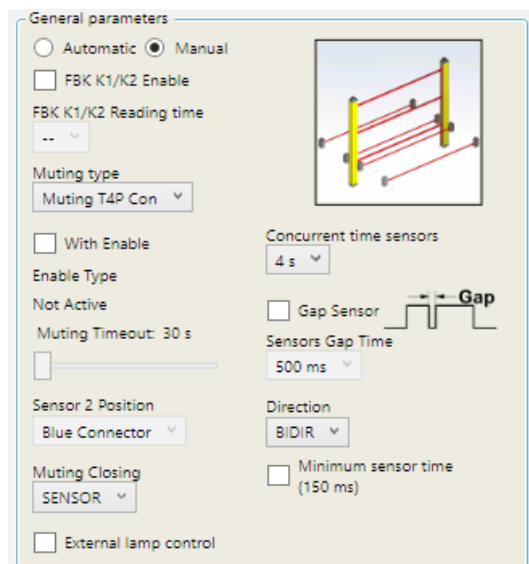 General parameters
Automatic Manual
FBK K1/K2 Enable
FBK K1/K2 Reading time
--
Muting type
Muting T4P Con
With Enable
Enable Type
Not Active
Muting Timeout: 30 s
Sensor 2 Position
Blue Connector
Muting Closing
SENSOR
External lamp control
Concurrent time sensors
4 s
Gap Sensor
Gap
Sensors Gap Time
500 ms
Direction
BIDIR
Minimum sensor time
(150 ms)